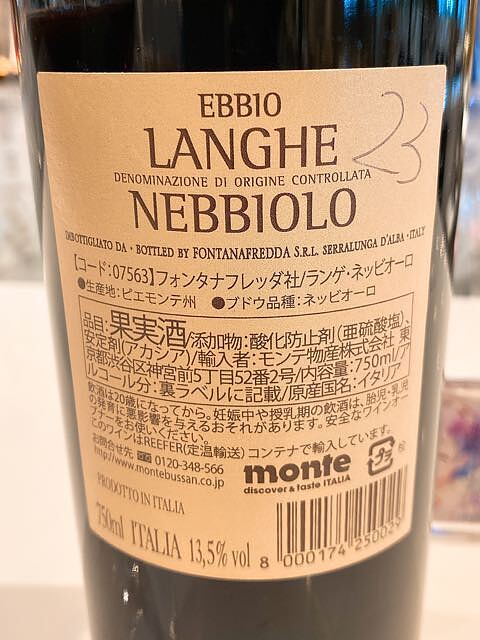 EBBIO
LANGHE
23
DENOMINAZIONE DI ORIGINE CONTROLLATA
NEBBIOLO
IMBOTTIGLIATO DA • BOTTLED BY FONTANAFREDDA S.R.L. SERRALUNGA D'ALBA • ITALY
【コード:07563】フォンタナフレッダ社/ランゲ・ネッビオーロ
●生産地:ピエモンテ州 ●ブドウ品種:ネッビオーロ
品目:果実酒/添加物:酸化防止剤(亜硫酸塩)、
安定剤(アカシア)/輸入者:モンテ物産株式会社 東
京都渋谷区神宮前5丁目52番2号/内容量:750ml/ア
ルコール分:裏ラベルに記載/原産国名:イタリア
飲酒は20歳になってから。妊娠中や授乳期の飲酒は、胎児・乳児
の発育に悪影響を与えるおそれがあります。安全なワインオー
プナーをお使いください。
このワインはREEFER(定温輸送)コンテナで輸入しています。
お問合せ先 0120-348-566
http://www.montebussan.co.jp
monte
discover & taste ITALIA
プラ
PRODOTTO IN ITALIA
750ml ITALIA 13,5% vol
8 000174 250029